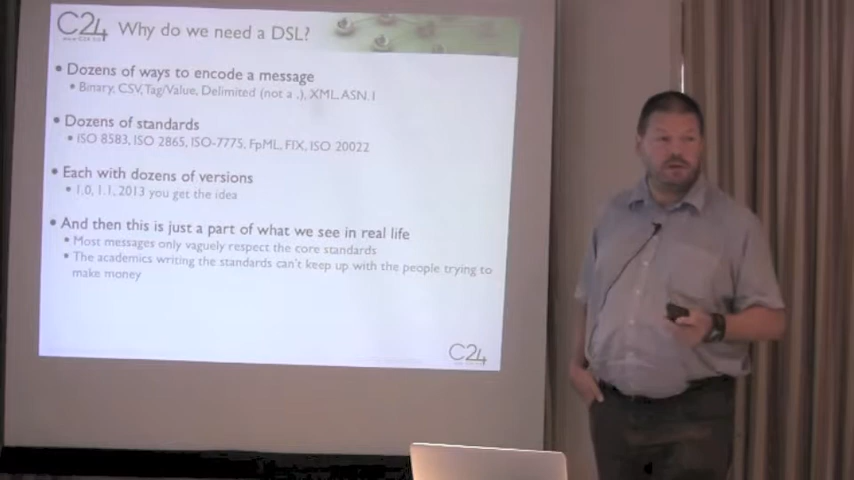 C24 Why do we need a DSL?
• Dozens of ways to encode a message
• Binary, CSV, Tag/Value, Delimited (not a .), XML, ASN.1
• Dozens of standards
• ISO 8583, ISO 2865, ISO-7775, FpML, FIX, ISO 20022
• Each with dozens of versions
• 1.0, 1.1, 2013 you get the idea
• And then this is just a part of what we see in real life
• Most messages only vaguely respect the core standards
• The academics writing the standards can't keep up with the people trying to
make money
C24